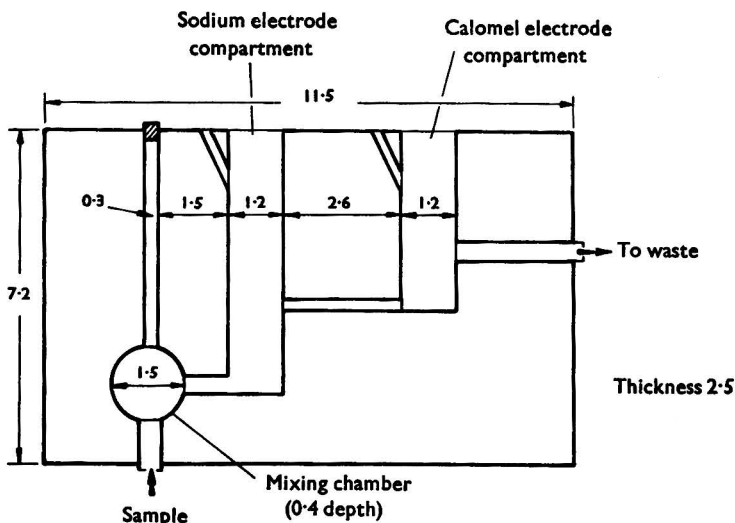 Sodium electrode
compartment
Calomel electrode
compartment
11·5
0·3
1·5
1·2
2·6
1·2
To waste
7·2
1·5
Thickness 2·5
Mixing chamber
(0·4 depth)
Sample